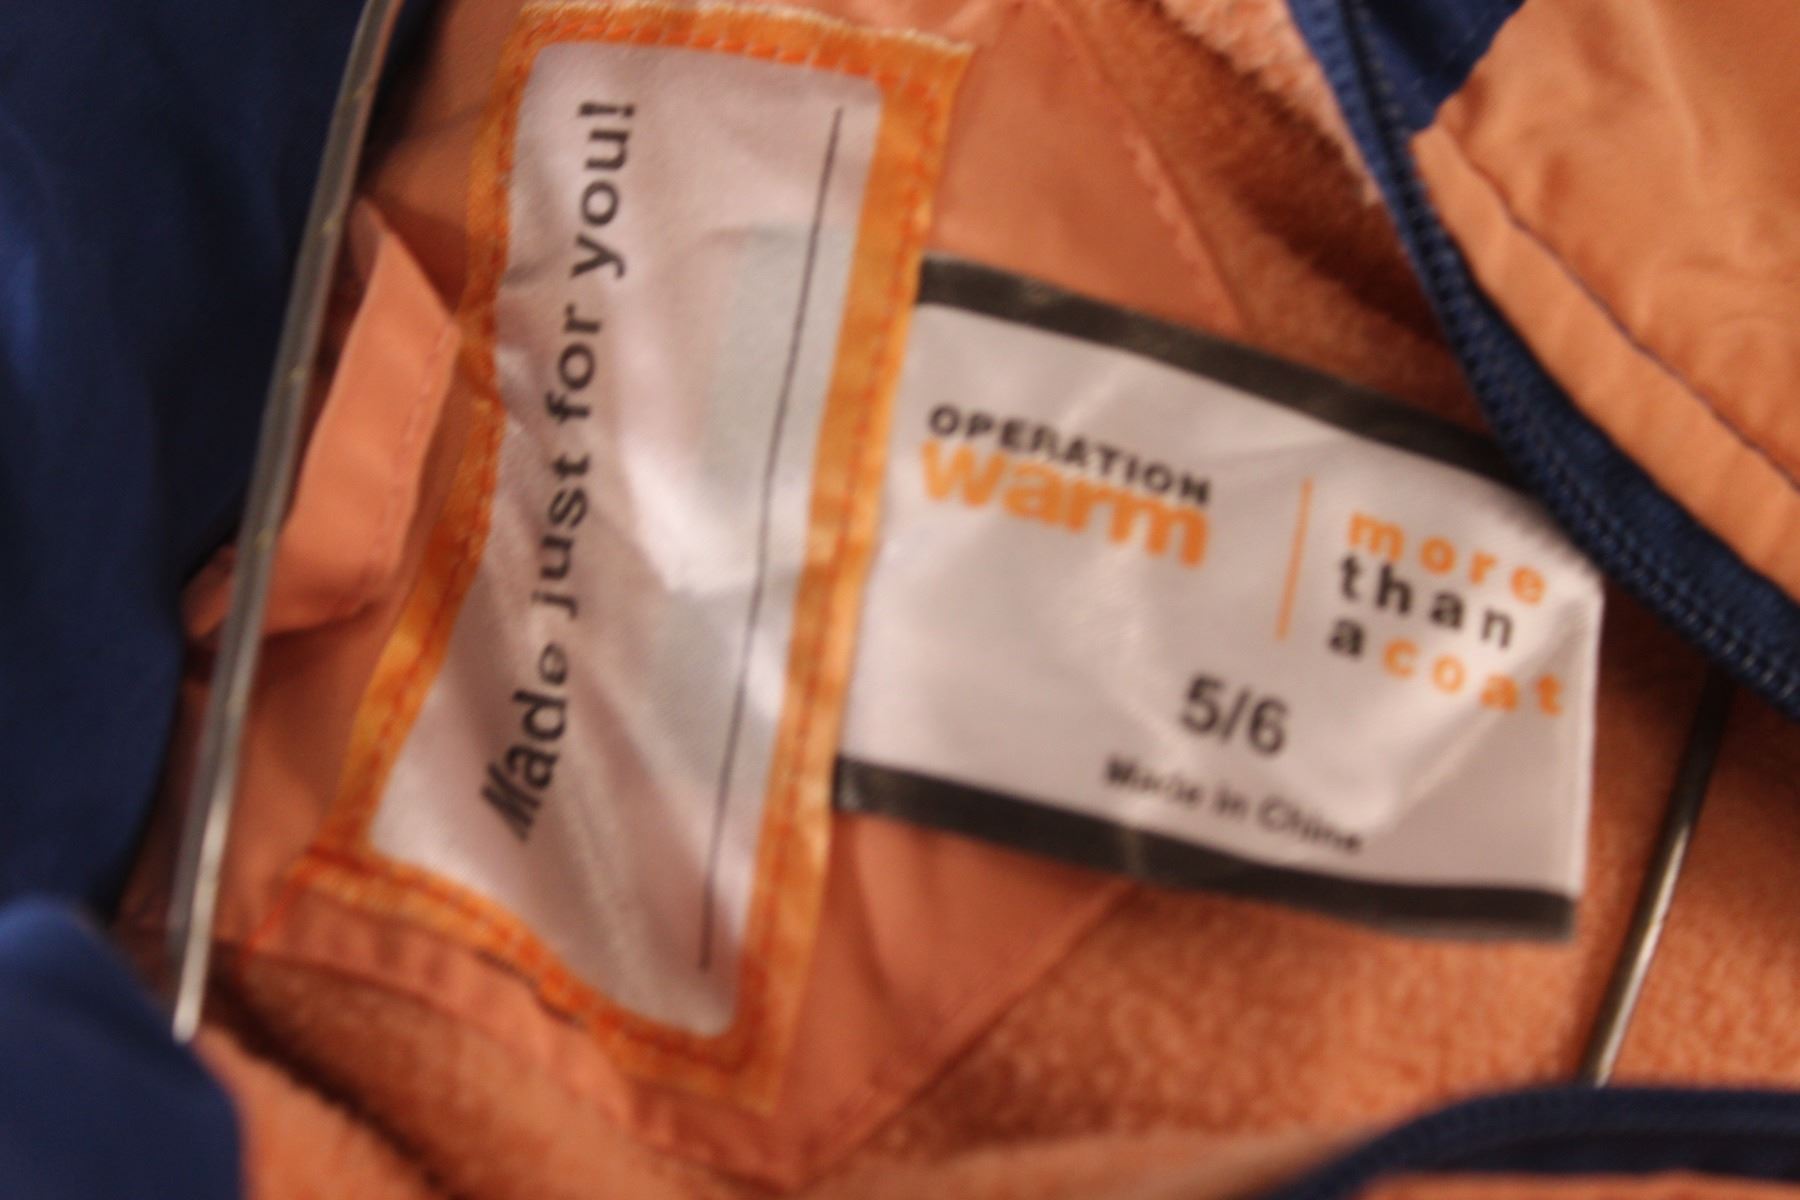 Made just for you!
OPERATION
warm
more
than
a coat
5/6
Made in China